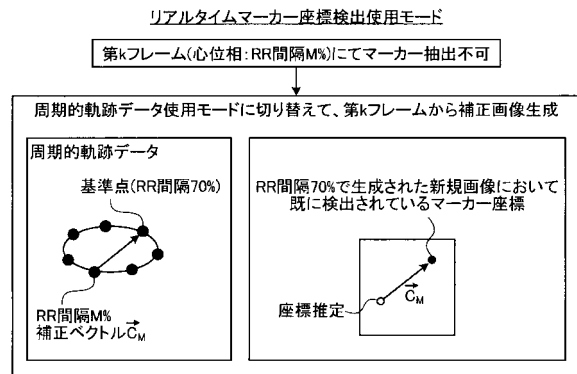 リアルタイムマーカー座標検出使用モード
第kフレーム(心位相:RR間隔M%)にてマーカー抽出不可
周期的軌跡データ使用モードに切り替えて、第kフレームから補正画像生成
周期的軌跡データ
基準点(RR間隔70%)
RR間隔M%
補正ベクトルC_M
RR間隔70%で生成された新規画像において
既に検出されているマーカー座標
C_M
座標推定